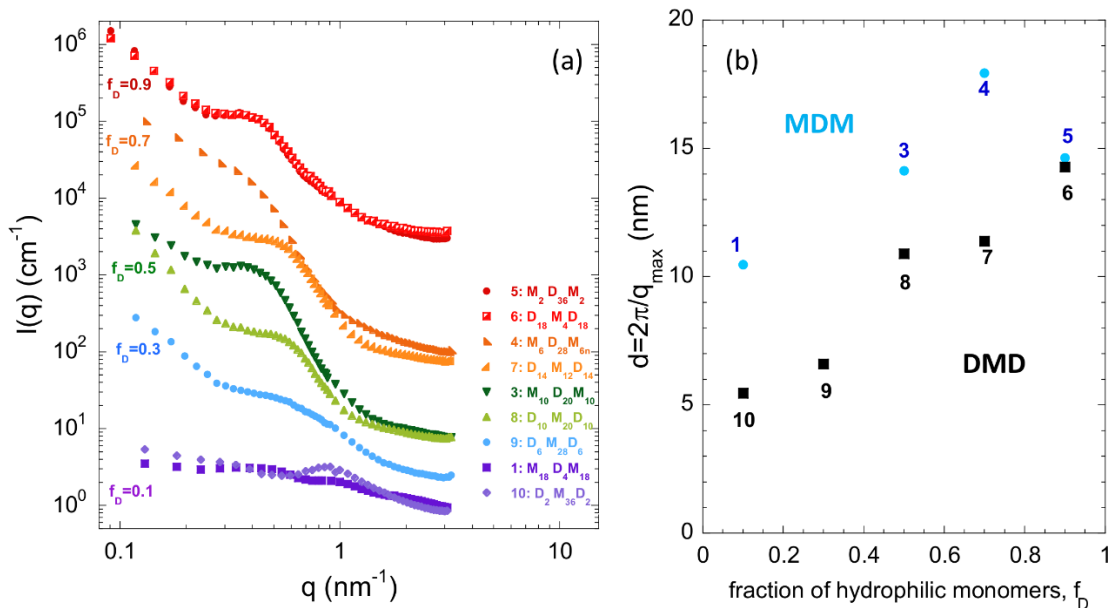 (a)
I(q) (cm⁻¹)
10⁶
10⁵
10⁴
10³
10²
10¹
10⁰
f_D=0.9
f_D=0.7
f_D=0.5
f_D=0.3
f_D=0.1
5: M₂D₃₆M₂
6: D₁₈M₄D₁₈
4: M₆D₂₈M₆ₙ
7: D₁₄M₁₂D₁₄
3: M₁₀D₂₀M₁₀
8: D₁₀M₂₀D₁₀
9: D₆M₂₈D₆
1: M₁₈D₄M₁₈
10: D₂M₃₆D₂
0.1 1 10
q (nm⁻¹)
(b)
d=2π/q_max (nm)
20
15
10
5
0
MDM
DMD
1
3
4
5
6
7
8
9
10
0 0.2 0.4 0.6 0.8 1
fraction of hydrophilic monomers, f_D